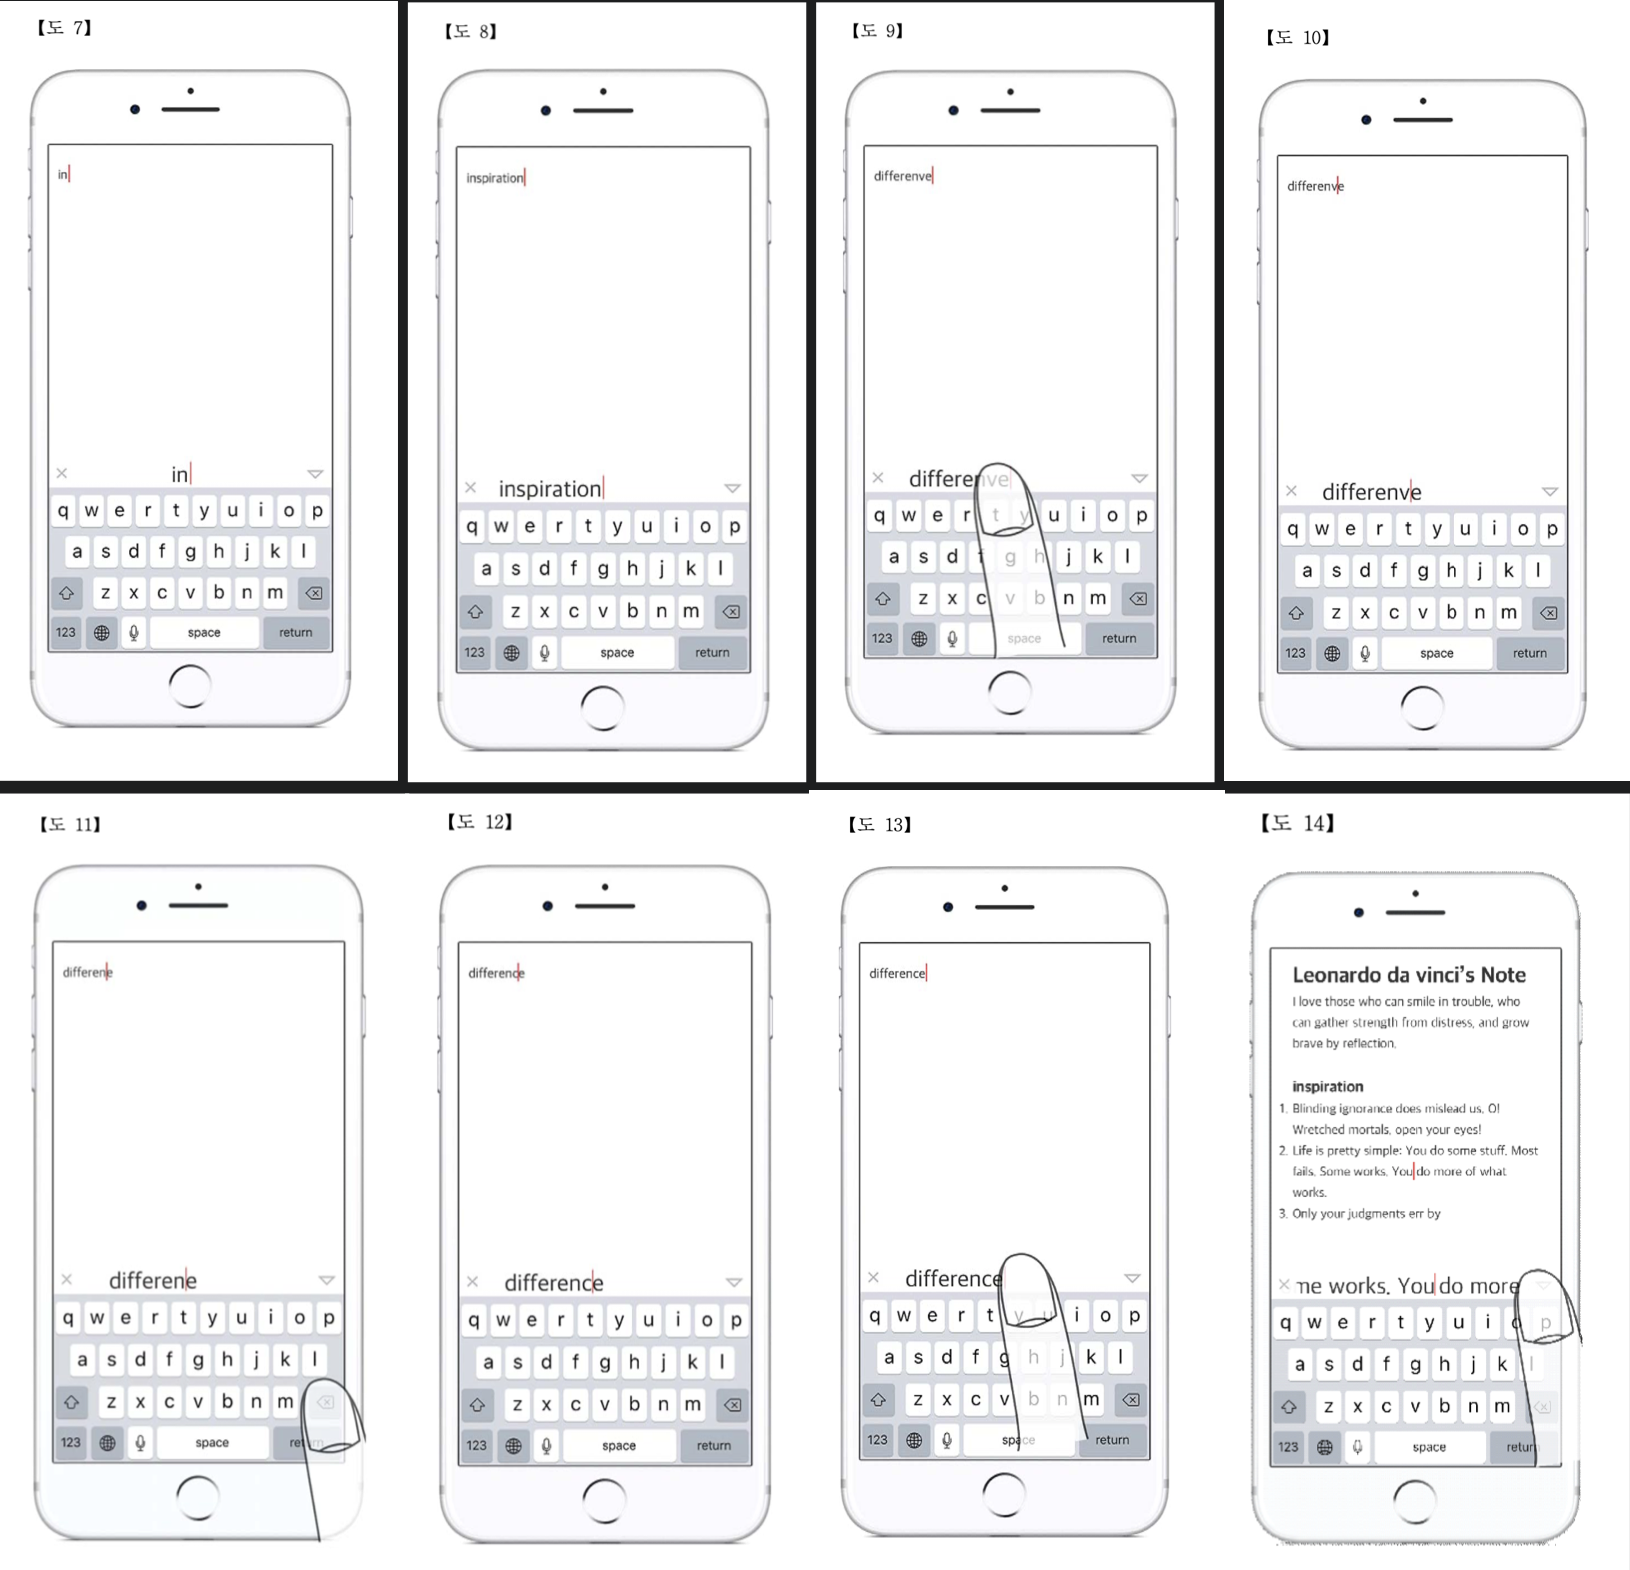 【도 7】
in
in
q w e r t y u i o p
a s d f g h j k l
z x c v b n m
123 space return
【도 8】
inspiration
inspiration
q w e r t y u i o p
a s d f g h j k l
z x c v b n m
123 space return
【도 9】
differenve
differenve
q w e r t y u i o p
a s d f g h j k l
z x c v b n m
123 space return
【도 10】
differenve
differenve
q w e r t y u i o p
a s d f g h j k l
z x c v b n m
123 space return
【도 11】
differene
differene
q w e r t y u i o p
a s d f g h j k l
z x c v b n m
123 space return
【도 12】
difference
difference
q w e r t y u i o p
a s d f g h j k l
z x c v b n m
123 space return
【도 13】
difference
difference
q w e r t y u i o p
a s d f g h j k l
z x c v b n m
123 space return
【도 14】
Leonardo da vinci's Note
I love those who can smile in trouble, who
can gather strength from distress, and grow
brave by reflection.
inspiration
1. Blinding ignorance does mislead us. O!
Wretched mortals, open your eyes!
2. Life is pretty simple: You do some stuff. Most
fails. Some works. You do more of what
works.
3. Only your judgments err by
me works. You do more
q w e r t y u i o p
a s d f g h j k l
z x c v b n m
123 space return